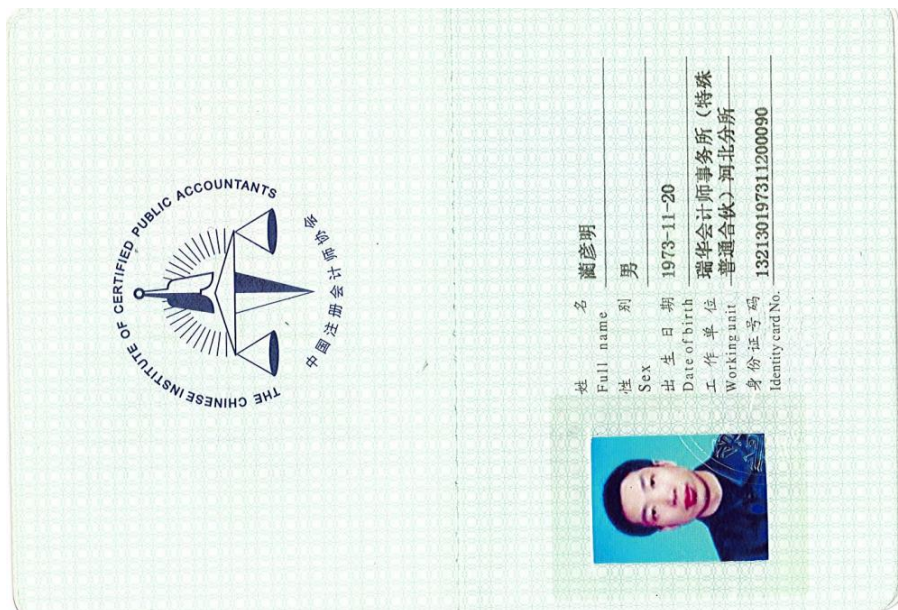 THE CHINESE INSTITUTE OF CERTIFIED PUBLIC ACCOUNTANTS
中国注册会计师协会
姓名 蔺彦明
Full name
性别 男
Sex
出生日期 1973-11-20
Date of birth
工作单位 瑞华会计师事务所（特殊
Working unit 普通合伙）河北分所
身份证号码 132130197311200090
Identity card No.